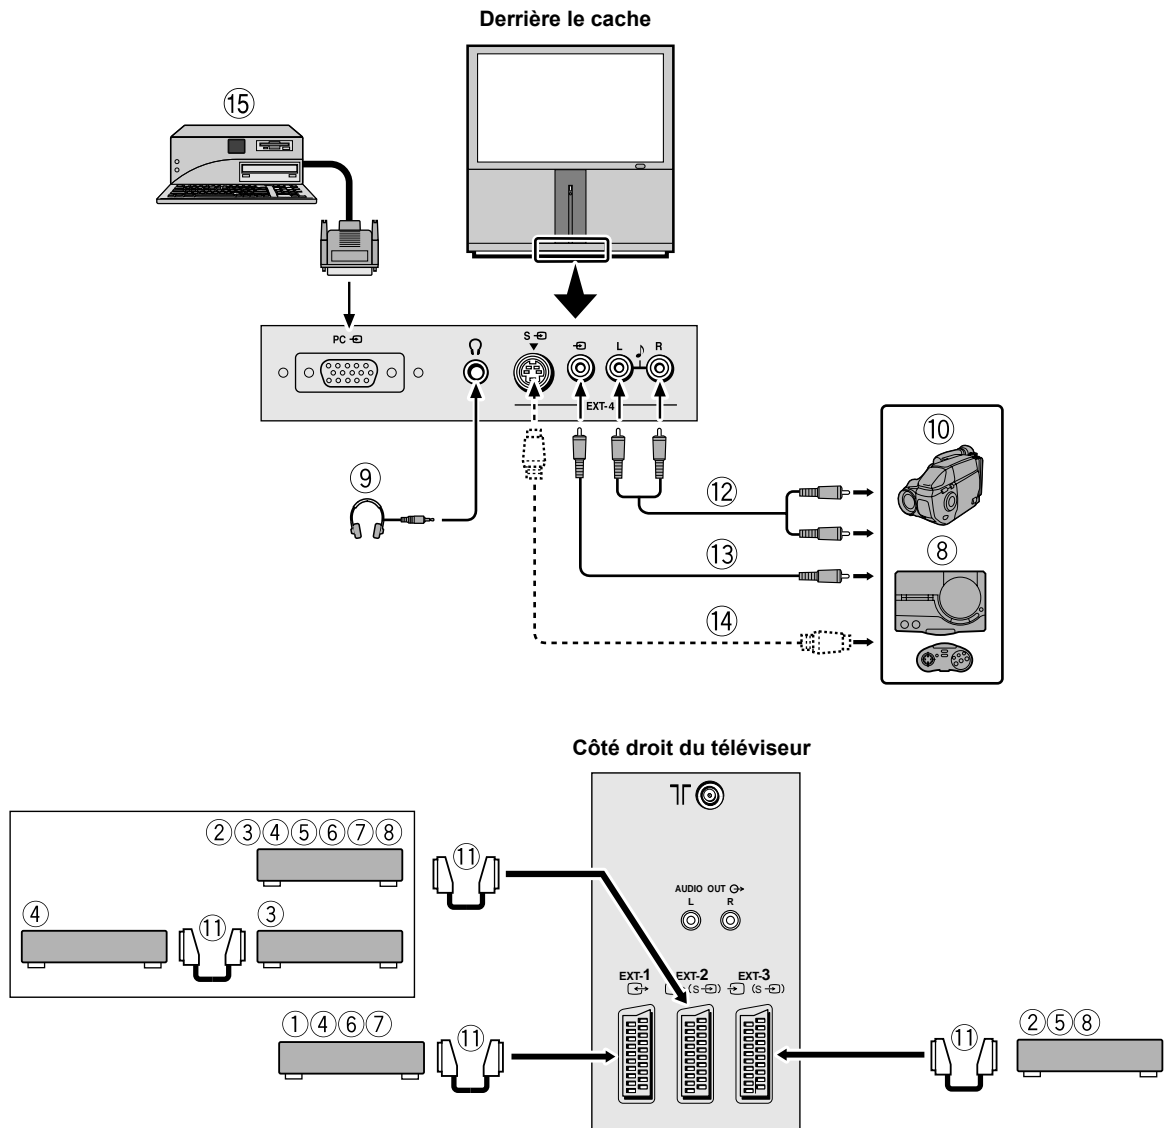 Derrière le cache
⑮
PC
S
L R
EXT-4
⑩
⑨
⑫
⑧
⑬
⑭
Côté droit du téléviseur
②③④⑤⑥⑦⑧
⑪
AUDIO OUT
L R
④
⑪
③
EXT-1 EXT-2 (S) EXT-3 (S)
①④⑥⑦
⑪
⑪
②⑤⑧